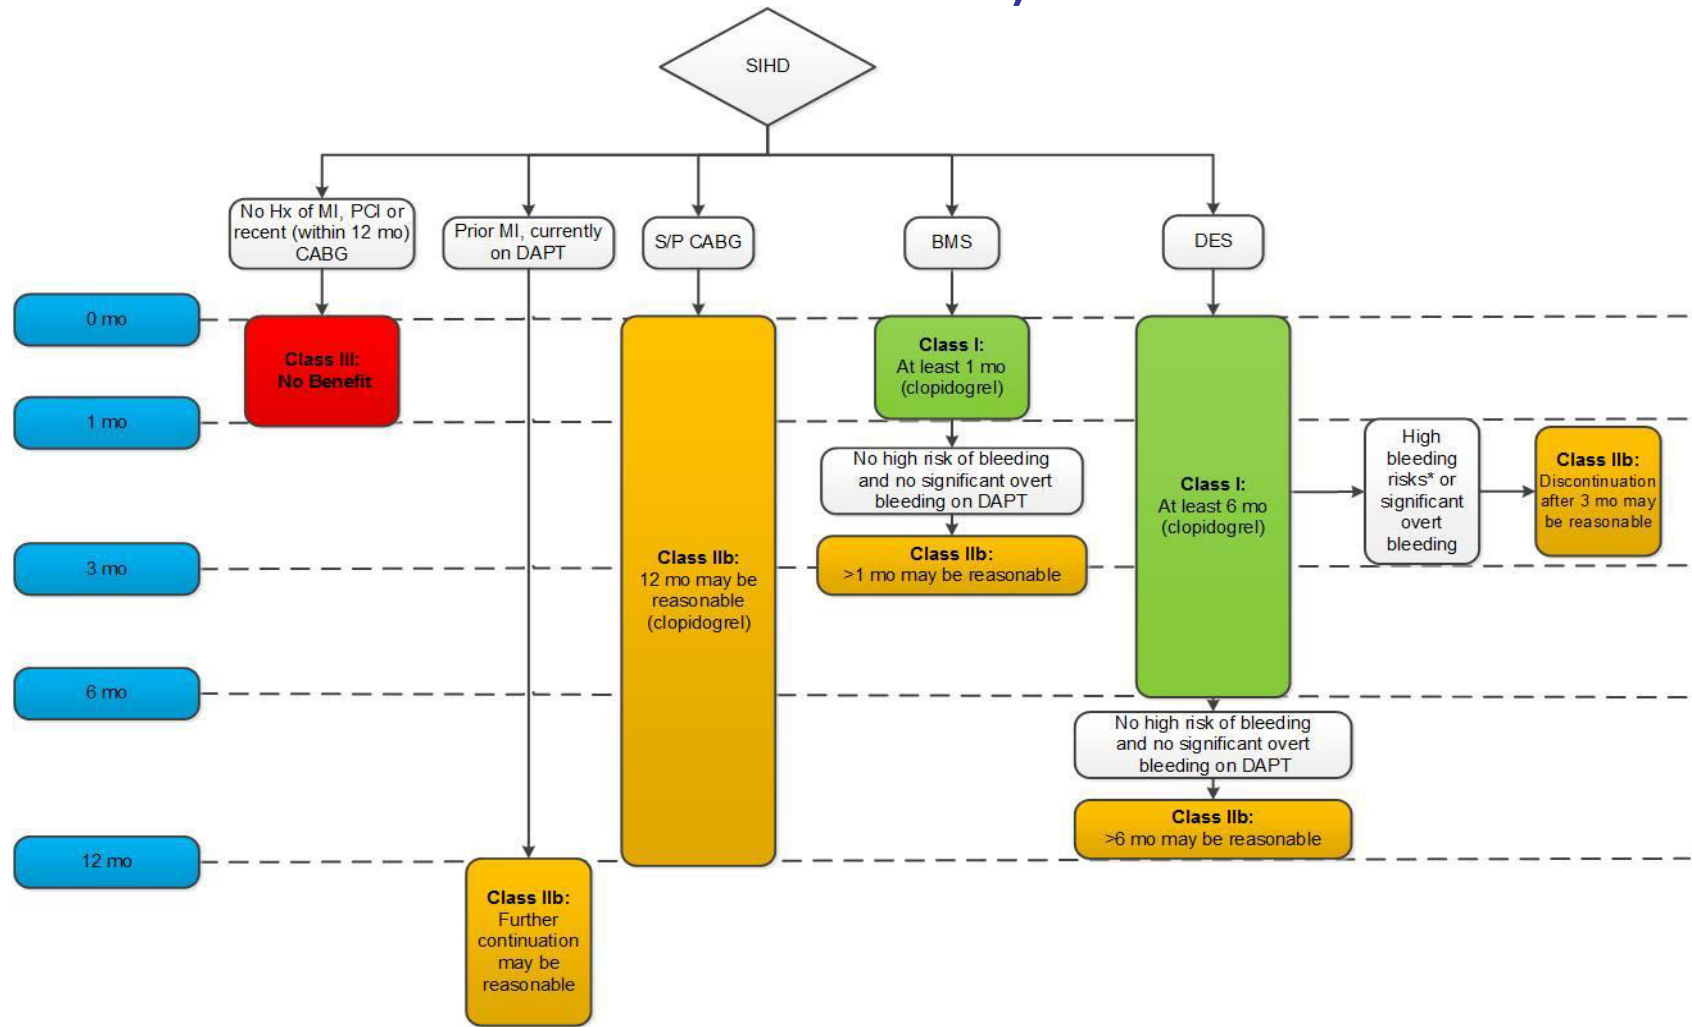 SIHD
No Hx of MI, PCI or
recent (within 12 mo)
CABG
Prior MI, currently
on DAPT
S/P CABG
BMS
DES
0 mo
Class III:
No Benefit
Class I:
At least 1 mo
(clopidogrel)
1 mo
No high risk of bleeding
and no significant overt
bleeding on DAPT
Class IIb:
>1 mo may be reasonable
Class IIb:
12 mo may be
reasonable
(clopidogrel)
Class I:
At least 6 mo
(clopidogrel)
High
bleeding
risks* or
significant
overt
bleeding
Class IIb:
Discontinuation
after 3 mo may
be reasonable
3 mo
6 mo
No high risk of bleeding
and no significant overt
bleeding on DAPT
Class IIb:
>6 mo may be reasonable
12 mo
Class IIb:
Further
continuation
may be
reasonable